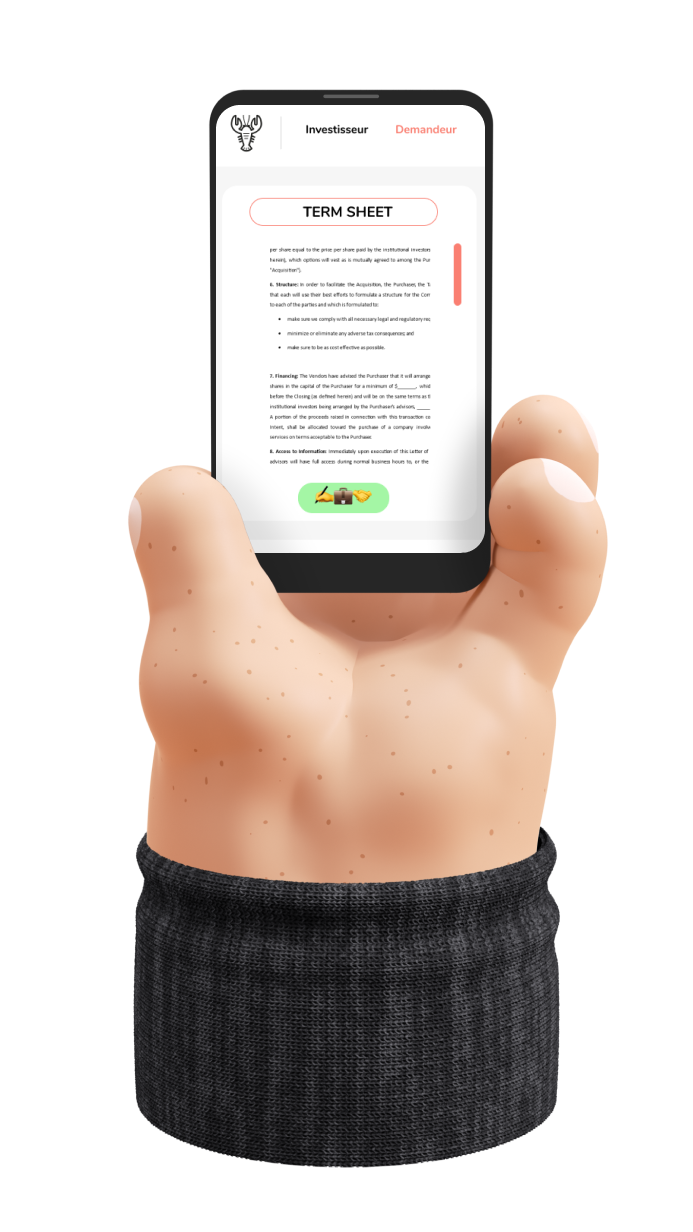 Investisseur Demandeur
TERM SHEET
per share equal to the price per share paid by the institutional investors
herein), which options will vest as is mutually agreed to among the Pur
"Acquisition").
6. Structure: In order to facilitate the Acquisition, the Purchaser, the
that each will use their best efforts to formulate a structure for the Com
to each of the parties and which is formulated to:
• make sure we comply with all necessary legal and regulatory rec
• minimize or eliminate any adverse tax consequences; and
• make sure to be as cost effective as possible.
7. Financing: The Vendors have advised the Purchaser that it will arrange
shares in the capital of the Purchaser for a minimum of $_______, whic
before the Closing (as defined herein) and will be on the same terms as
institutional investors being arranged by the Purchaser's advisors, ____
A portion of the proceeds raised in connection with this transaction co
intent, shall be allocated toward the purchase of a company involve
services on terms acceptable to the Purchaser.
8. Access to Information: Immediately upon execution of this Letter of
advisors will have full access during normal business hours to, or the